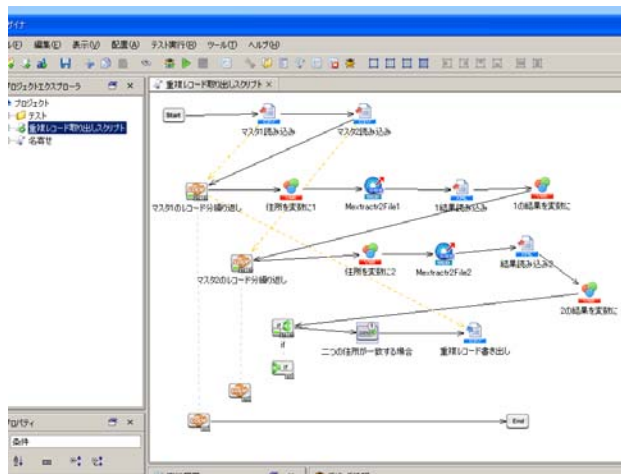 ザイナ
ル(F) 編集(E) 表示(V) 配置(A) テスト実行(R) ツール(T) ヘルプ(H)
プロジェクトエクスプローラ
重複レコード取り出しスクリプト
プロジェクト
テスト
重複レコード取り出しスクリプト
名寄せ
Start
マスタ1読み込み
マスタ2読み込み
マスタ1のレコード分繰り返し
住所を変数に1
Mextractr2File1
1結果読み込み
1の結果を変数に
マスタ2のレコード分繰り返し
住所を変数に2
Mextractr2File2
結果読み込み2
2の結果を変数に
if
二つの住所が一致する場合
重複レコード書き出し
End
プロパティ
条件